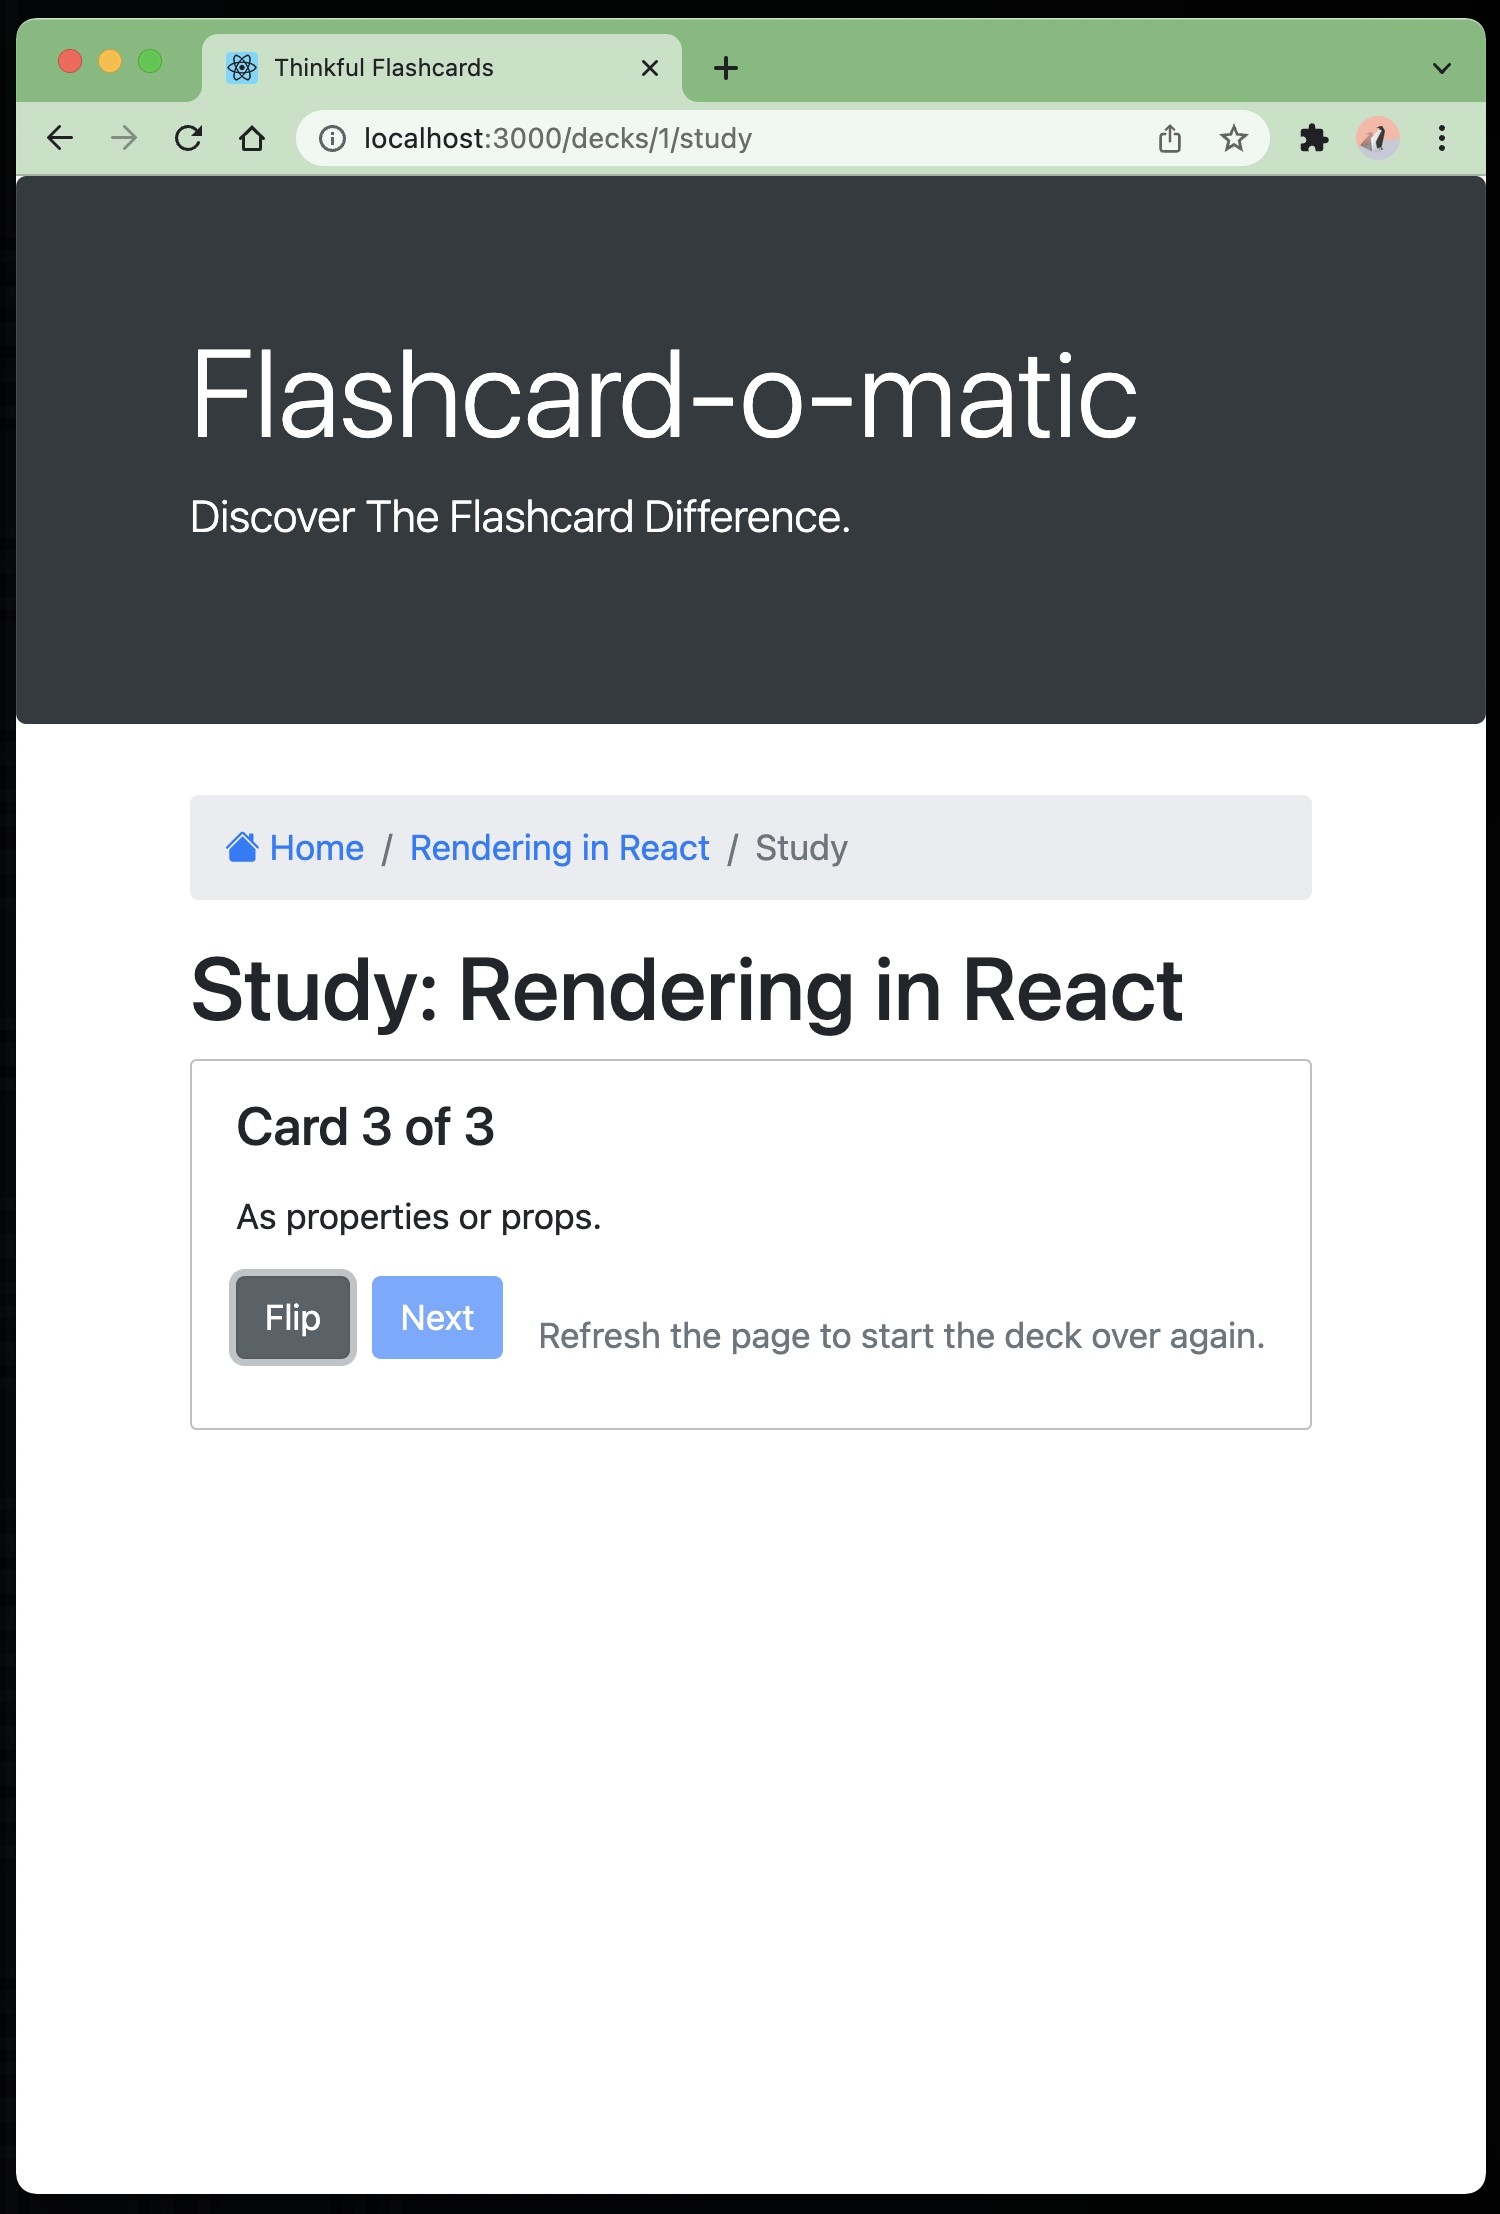 Thinkful Flashcards
localhost:3000/decks/1/study
Flashcard-o-matic
Discover The Flashcard Difference.
Home / Rendering in React / Study
Study: Rendering in React
Card 3 of 3
As properties or props.
Flip Next Refresh the page to start the deck over again.